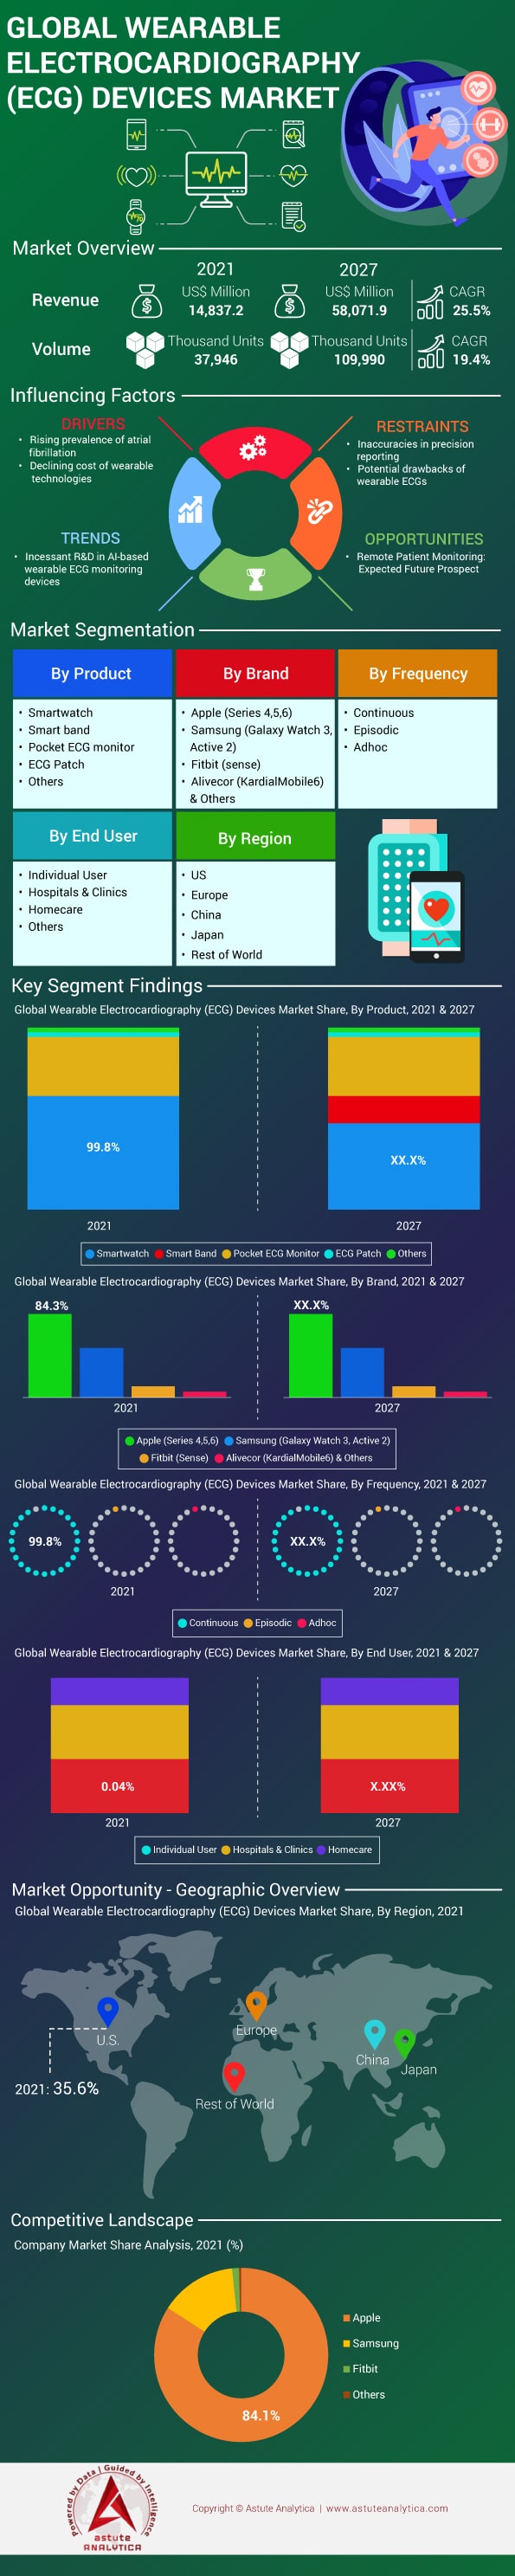 GLOBAL WEARABLE
ELECTROCARDIOGRAPHY
(ECG) DEVICES MARKET
Market Overview
2021
2027
Revenue
US$ Million
14,837.2
US$ Million
58,071.9
CAGR
25.5%
Volume
Thousand Units
37,946
Thousand Units
109,990
CAGR
19.4%
Influencing Factors
DRIVERS
• Rising prevalence of atrial
fibrillation
• Declining cost of wearable
technologies
RESTRAINTS
• Inaccuracies in precision
reporting
• Potential drawbacks of
wearable ECGs
TRENDS
• Incessant R&D in AI-based
wearable ECG monitoring
devices
OPPORTUNITIES
• Remote Patient Monitoring:
Expected Future Prospect
Market Segmentation
By Product
• Smartwatch
• Smart band
• Pocket ECG monitor
• ECG Patch
• Others
By Brand
• Apple (Series 4,5,6)
• Samsung (Galaxy Watch 3,
Active 2)
• Fitbit (sense)
• Alivecor (KardialMobile6)
& Others
By Frequency
• Continuous
• Episodic
• Adhoc
By End User
• Individual User
• Hospitals & Clinics
• Homecare
• Others
By Region
• US
• Europe
• China
• Japan
• Rest of World
Key Segment Findings
Global Wearable Electrocardiography (ECG) Devices Market Share, By Product, 2021 & 2027
99.8%
XX.X%
2021
2027
Smartwatch Smart Band Pocket ECG Monitor ECG Patch Others
Global Wearable Electrocardiography (ECG) Devices Market Share, By Brand, 2021 & 2027
84.3%
XX.X%
2021
2027
Apple (Series 4,5,6) Samsung (Galaxy Watch 3, Active 2)
Fitbit (Sense) Alivecor (KardialMobile6) & Others
Global Wearable Electrocardiography (ECG) Devices Market Share, By Frequency, 2021 & 2027
99.8%
XX.X%
2021
2027
Continuous Episodic Adhoc
Global Wearable Electrocardiography (ECG) Devices Market Share, By End User, 2021 & 2027
0.04%
X.XX%
2021
2027
Individual User Hospitals & Clinics Homecare
Market Opportunity - Geographic Overview
Global Wearable Electrocardiography (ECG) Devices Market Share, By Region, 2021
U.S.
Europe
China
Japan
2021: 35.6%
Rest of World
Competitive Landscape
Company Market Share Analysis, 2021 (%)
Apple
Samsung
Fitbit
Others
84.1%
Powered by Data | Guided by Intelligence
astute
ANALYTICA
Copyright © Astute Analytica | www.astuteanalytica.com